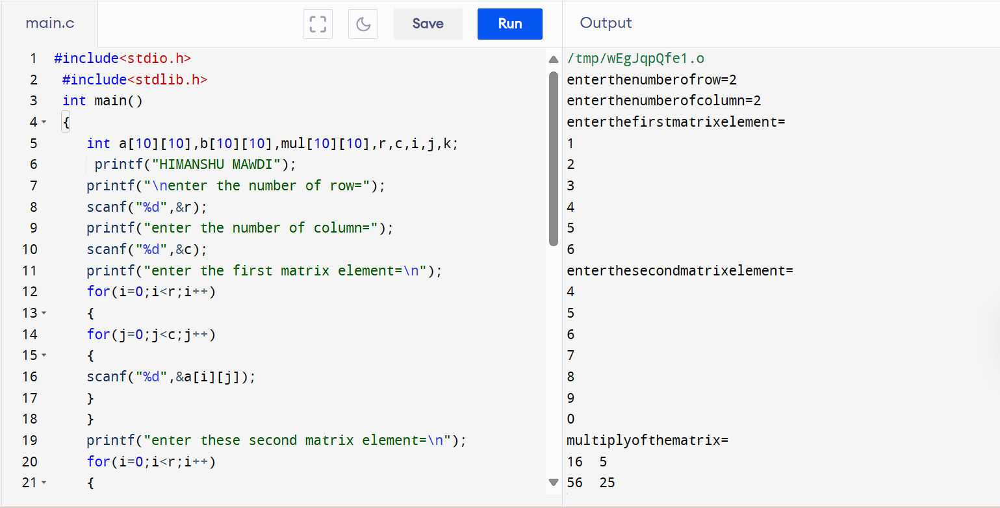 main.c
Save
Run
Output
1 #include<stdio.h>
2 #include<stdlib.h>
3 int main()
4 {
5 int a[10][10],b[10][10],mul[10][10],r,c,i,j,k;
6 printf("HIMANSHU MAWDI");
7 printf("\nenter the number of row=");
8 scanf("%d",&r);
9 printf("enter the number of column=");
10 scanf("%d",&c);
11 printf("enter the first matrix element=\n");
12 for(i=0;i<r;i++)
13 {
14 for(j=0;j<c;j++)
15 {
16 scanf("%d",&a[i][j]);
17 }
18 }
19 printf("enter these second matrix element=\n");
20 for(i=0;i<r;i++)
21 {
/tmp/wEgJqpQfe1.o
enterthenumberofrow=2
enterthenumberofcolumn=2
enterthefirstmatrixelement=
1
2
3
4
5
6
enterthesecondmatrixelement=
4
5
6
7
8
9
0
multiplyofthematrix=
16 5
56 25